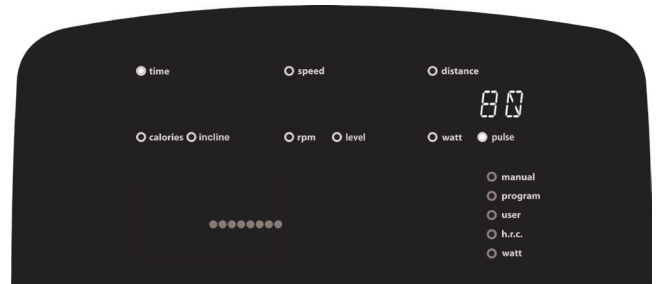 time speed distance
80
calories incline rpm level watt pulse
manual
program
user
h.r.c.
watt